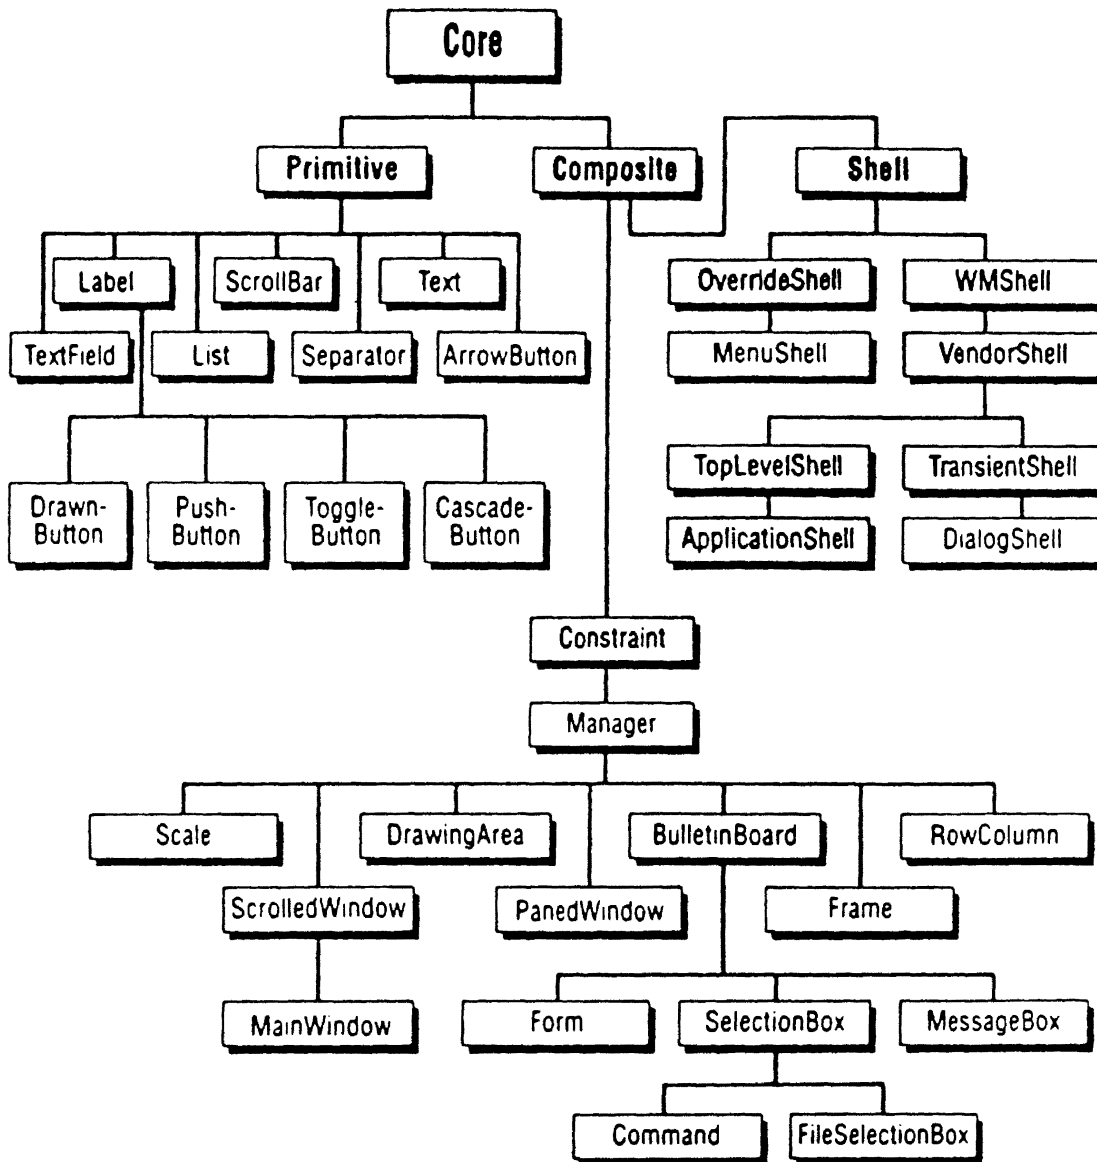 Core
Primitive
Composite
Shell
Label
ScrollBar
Text
OverrideShell
WMShell
TextField
List
Separator
ArrowButton
MenuShell
VendorShell
TopLevelShell
TransientShell
Drawn-
Button
Push-
Button
Toggle-
Button
Cascade-
Button
ApplicationShell
DialogShell
Constraint
Manager
Scale
DrawingArea
BulletinBoard
RowColumn
ScrolledWindow
PanedWindow
Frame
MainWindow
Form
SelectionBox
MessageBox
Command
FileSelectionBox